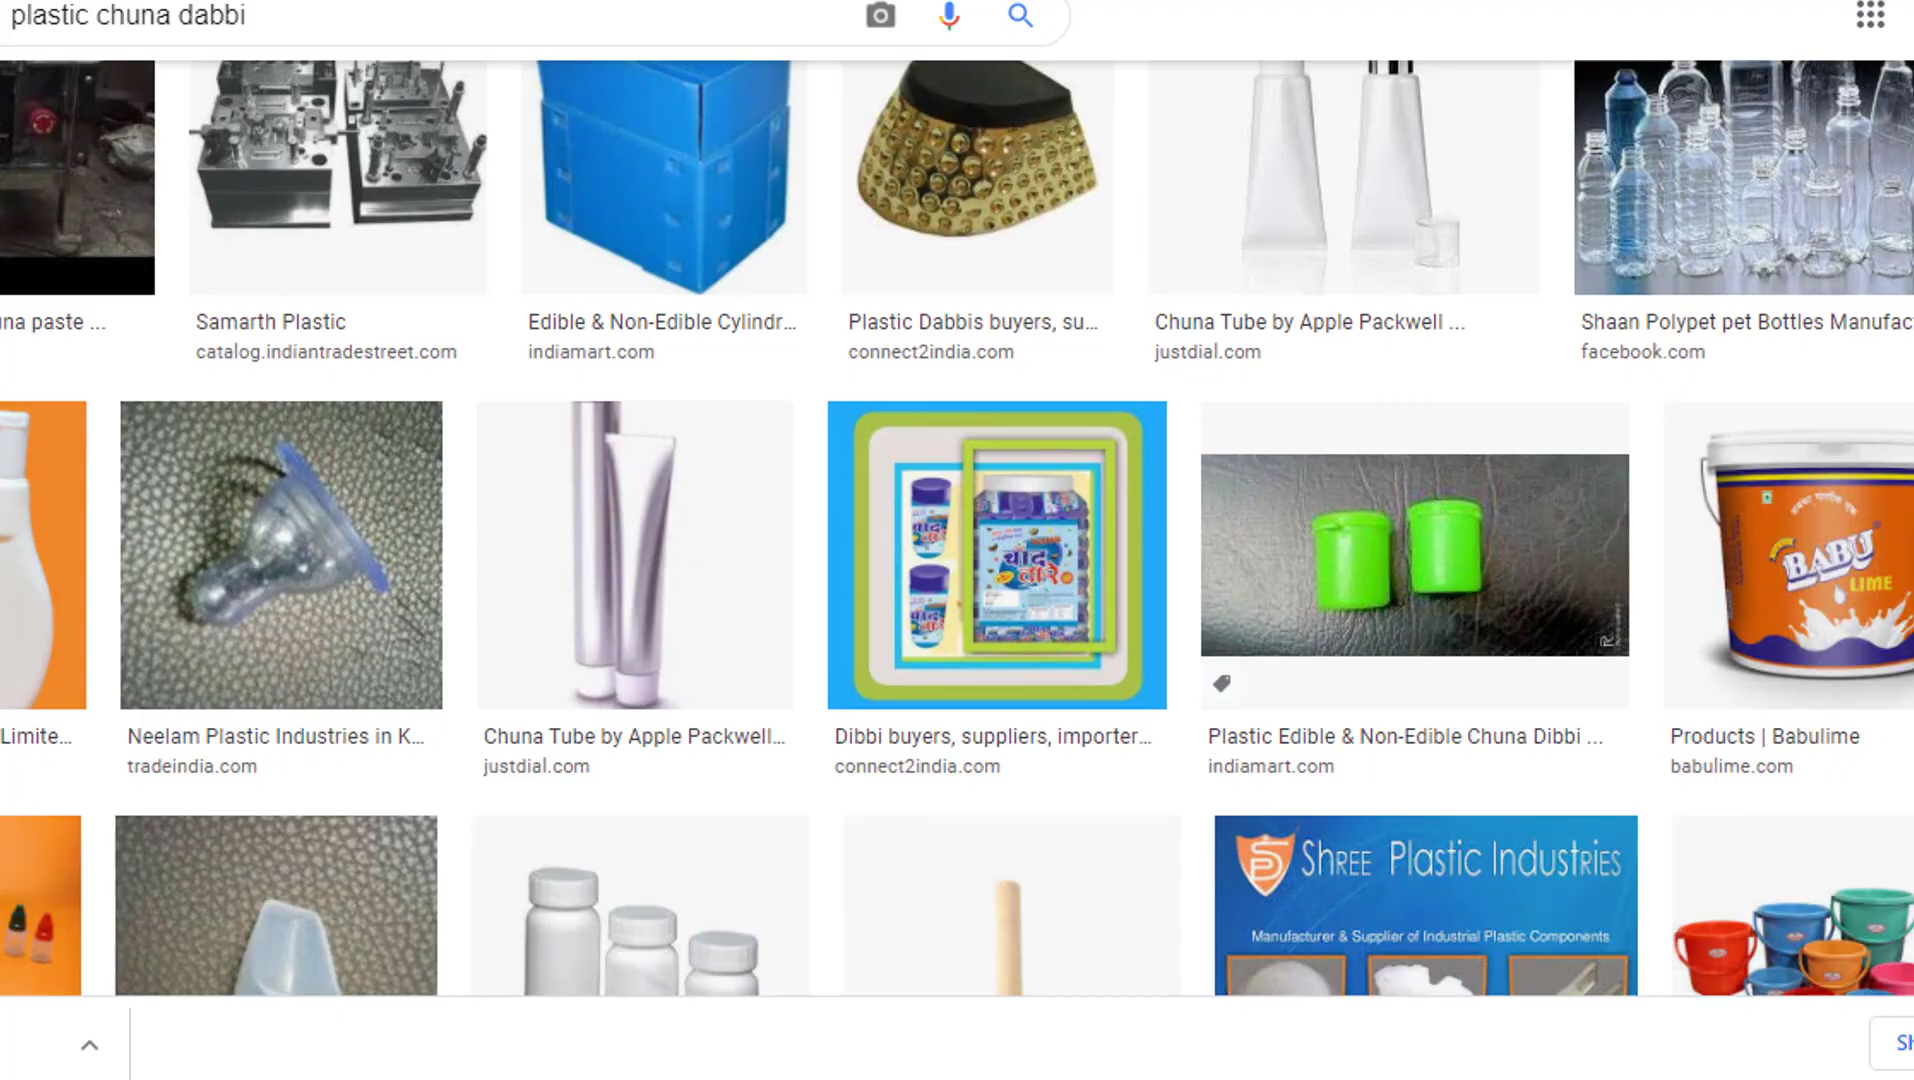 plastic chuna dabbi
na paste ...
Samarth Plastic
catalog.indiantradestreet.com
Edible & Non-Edible Cylindr...
indiamart.com
Plastic Dabbis buyers, su...
connect2india.com
Chuna Tube by Apple Packwell ...
justdial.com
Shaan Polypet pet Bottles Manufac
facebook.com
चाँद
तारे
BABU
LIME
Limite...
Neelam Plastic Industries in K...
tradeindia.com
Chuna Tube by Apple Packwell...
justdial.com
Dibbi buyers, suppliers, importer...
connect2india.com
Plastic Edible & Non-Edible Chuna Dibbi ...
indiamart.com
Products | Babulime
babulime.com
SHREE Plastic Industries
Manufacturer & Supplier of Industrial Plastic Components